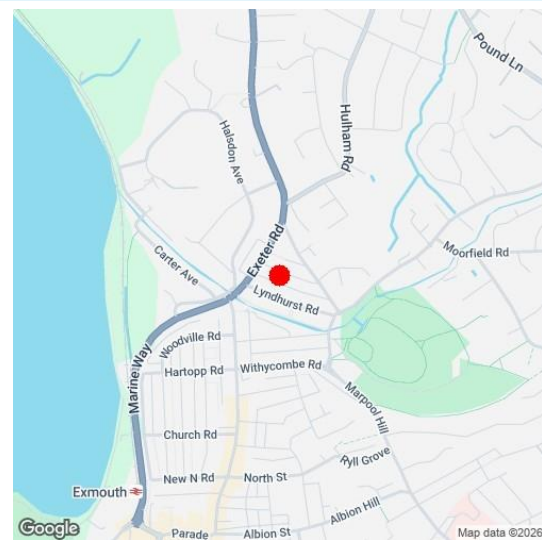 Pound Ln
Halsdon Ave
Hulham Rd
Exeter Rd
Moorfield Rd
Carter Ave
Lyndhurst Rd
Woodville Rd
Marine Way
Hartopp Rd
Withycombe Rd
Marpool Hill
Church Rd
Ryll Grove
New N Rd
North St
Exmouth
Albion Hill
Parade
Albion St
Google
Map data ©2026